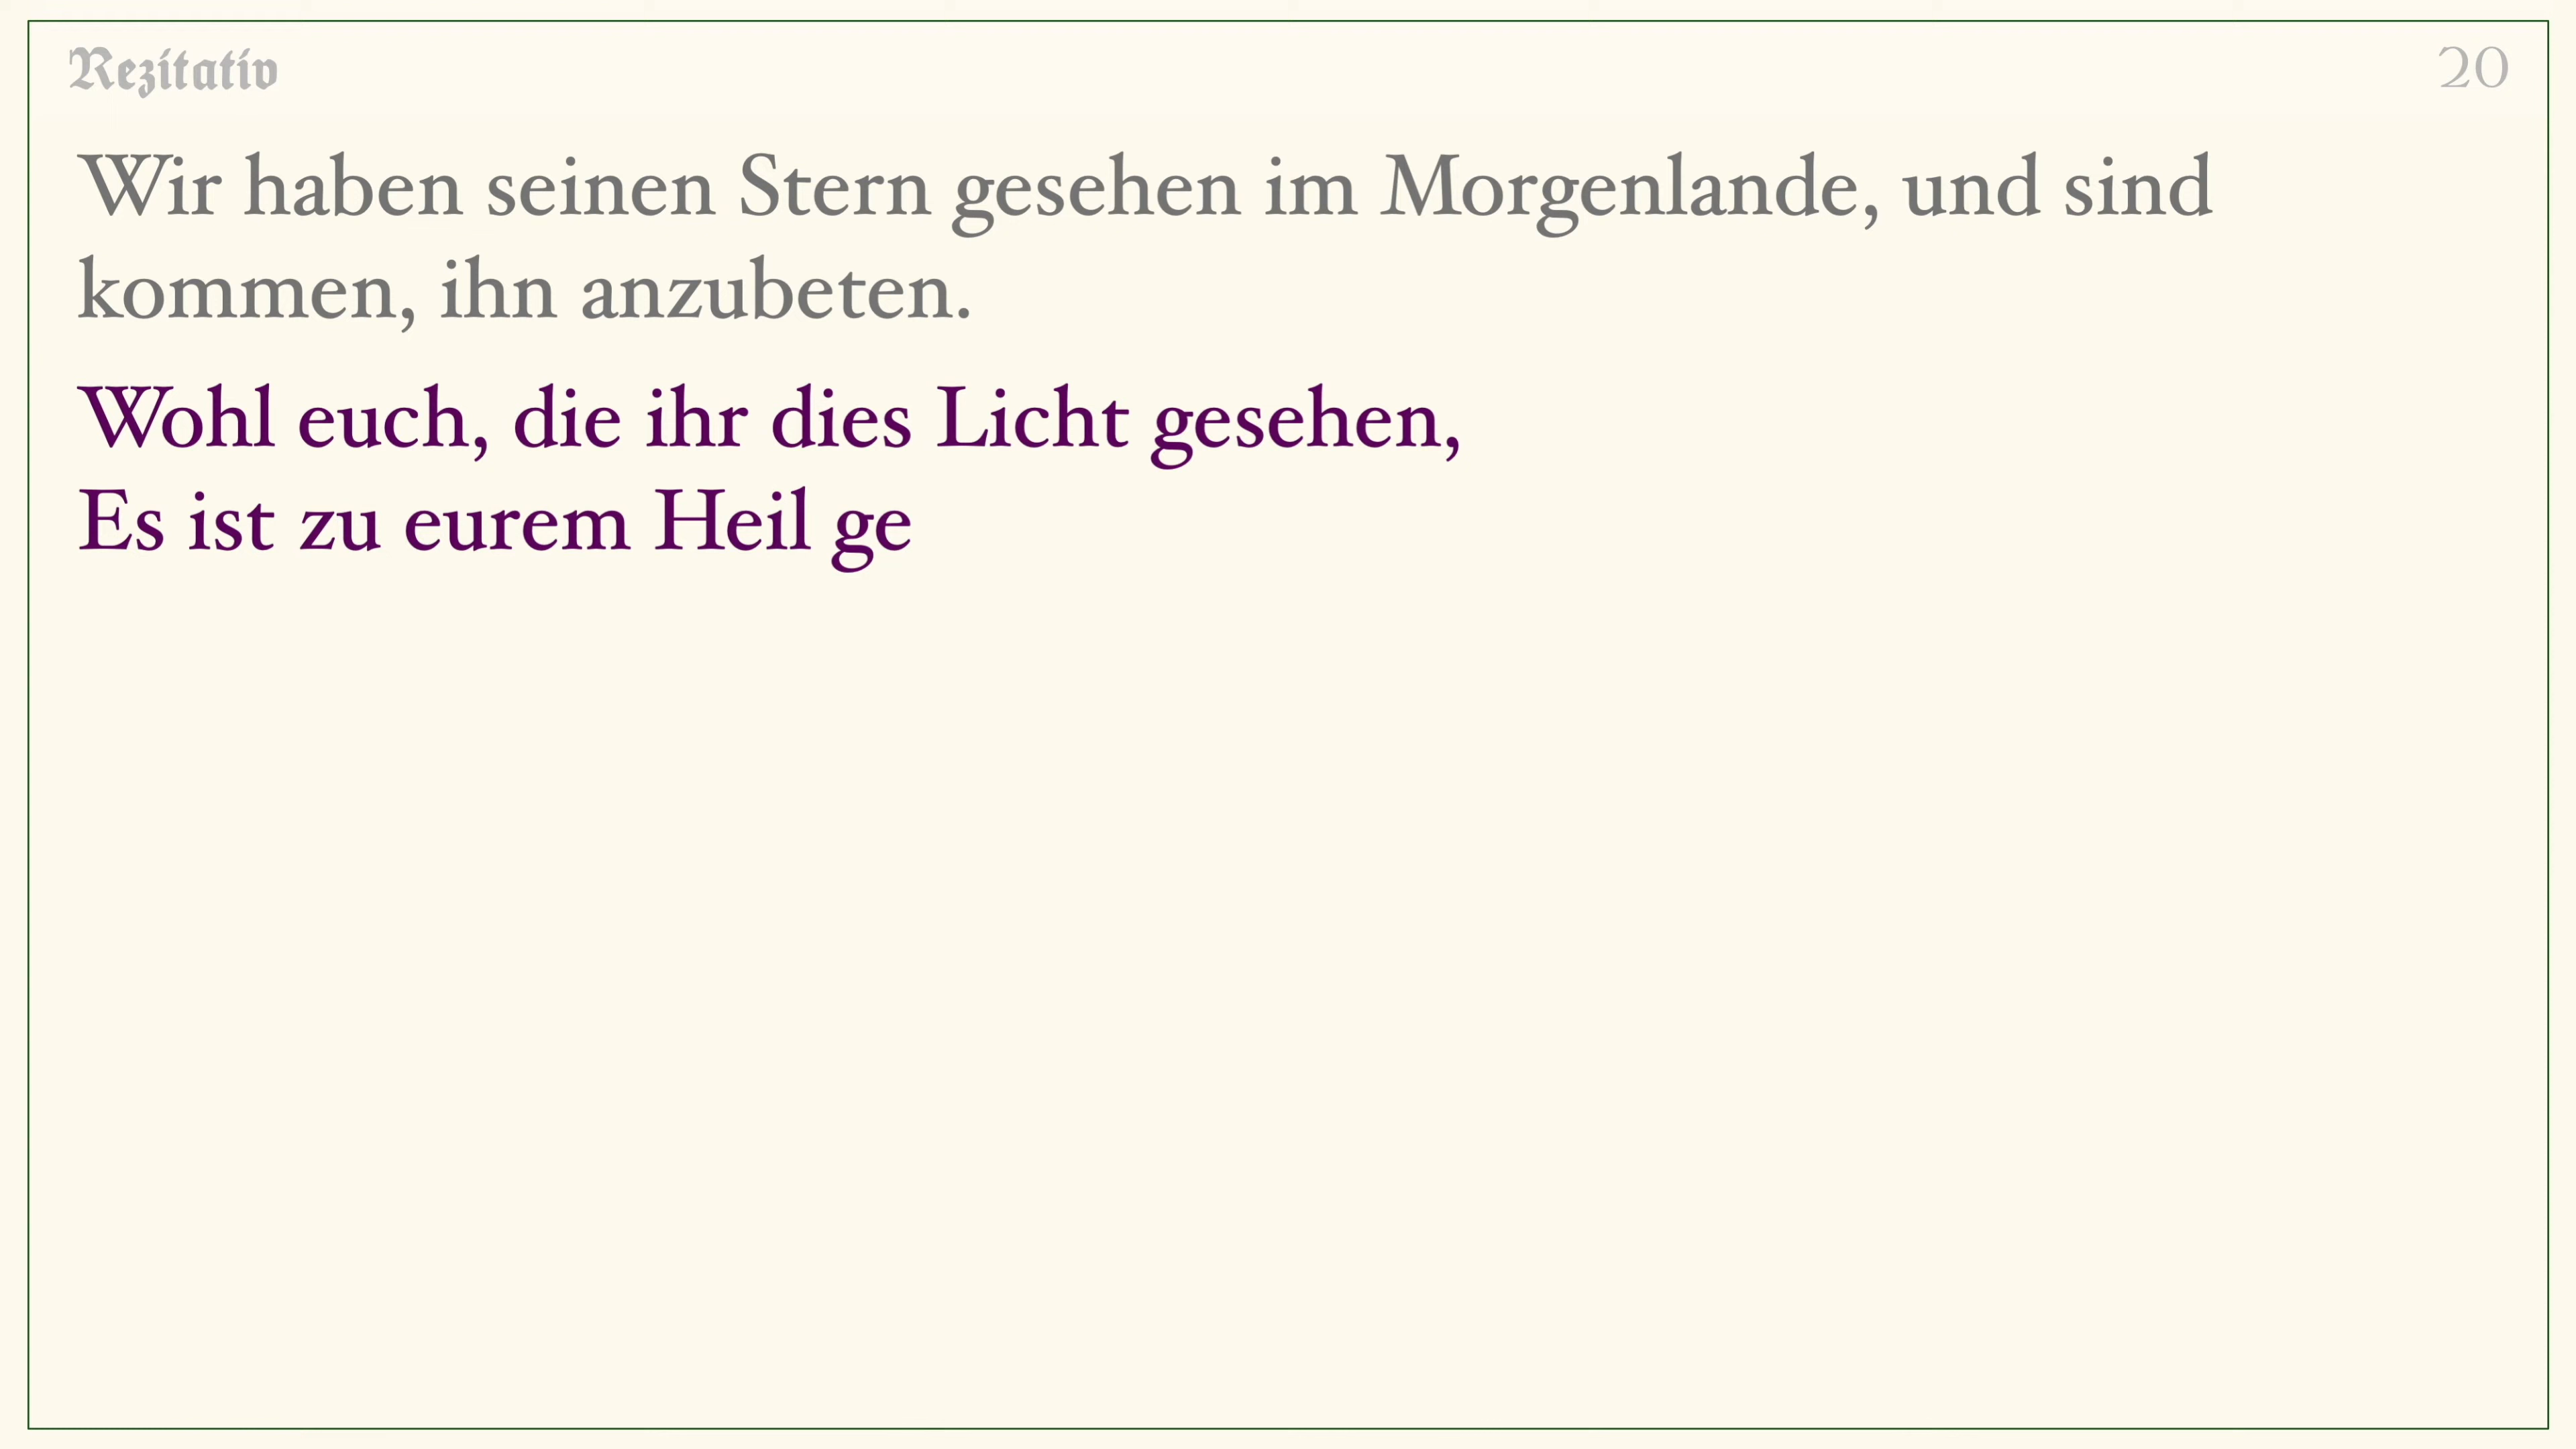 Rezitativ
20
Wir haben seinen Stern gesehen im Morgenlande, und sind
kommen, ihn anzubeten.
Wohl euch, die ihr dies Licht gesehen,
Es ist zu eurem Heil ge